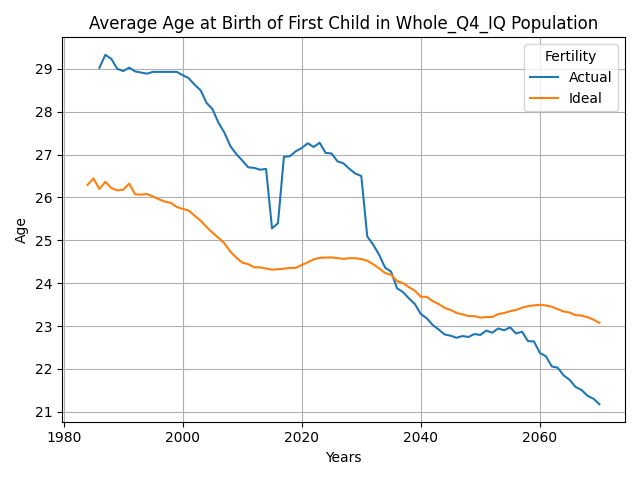 Average Age at Birth of First Child in Whole_Q4_IQ Population
Fertility
Actual
Ideal
Age
29
28
27
26
25
24
23
22
21
1980
2000
2020
2040
2060
Years